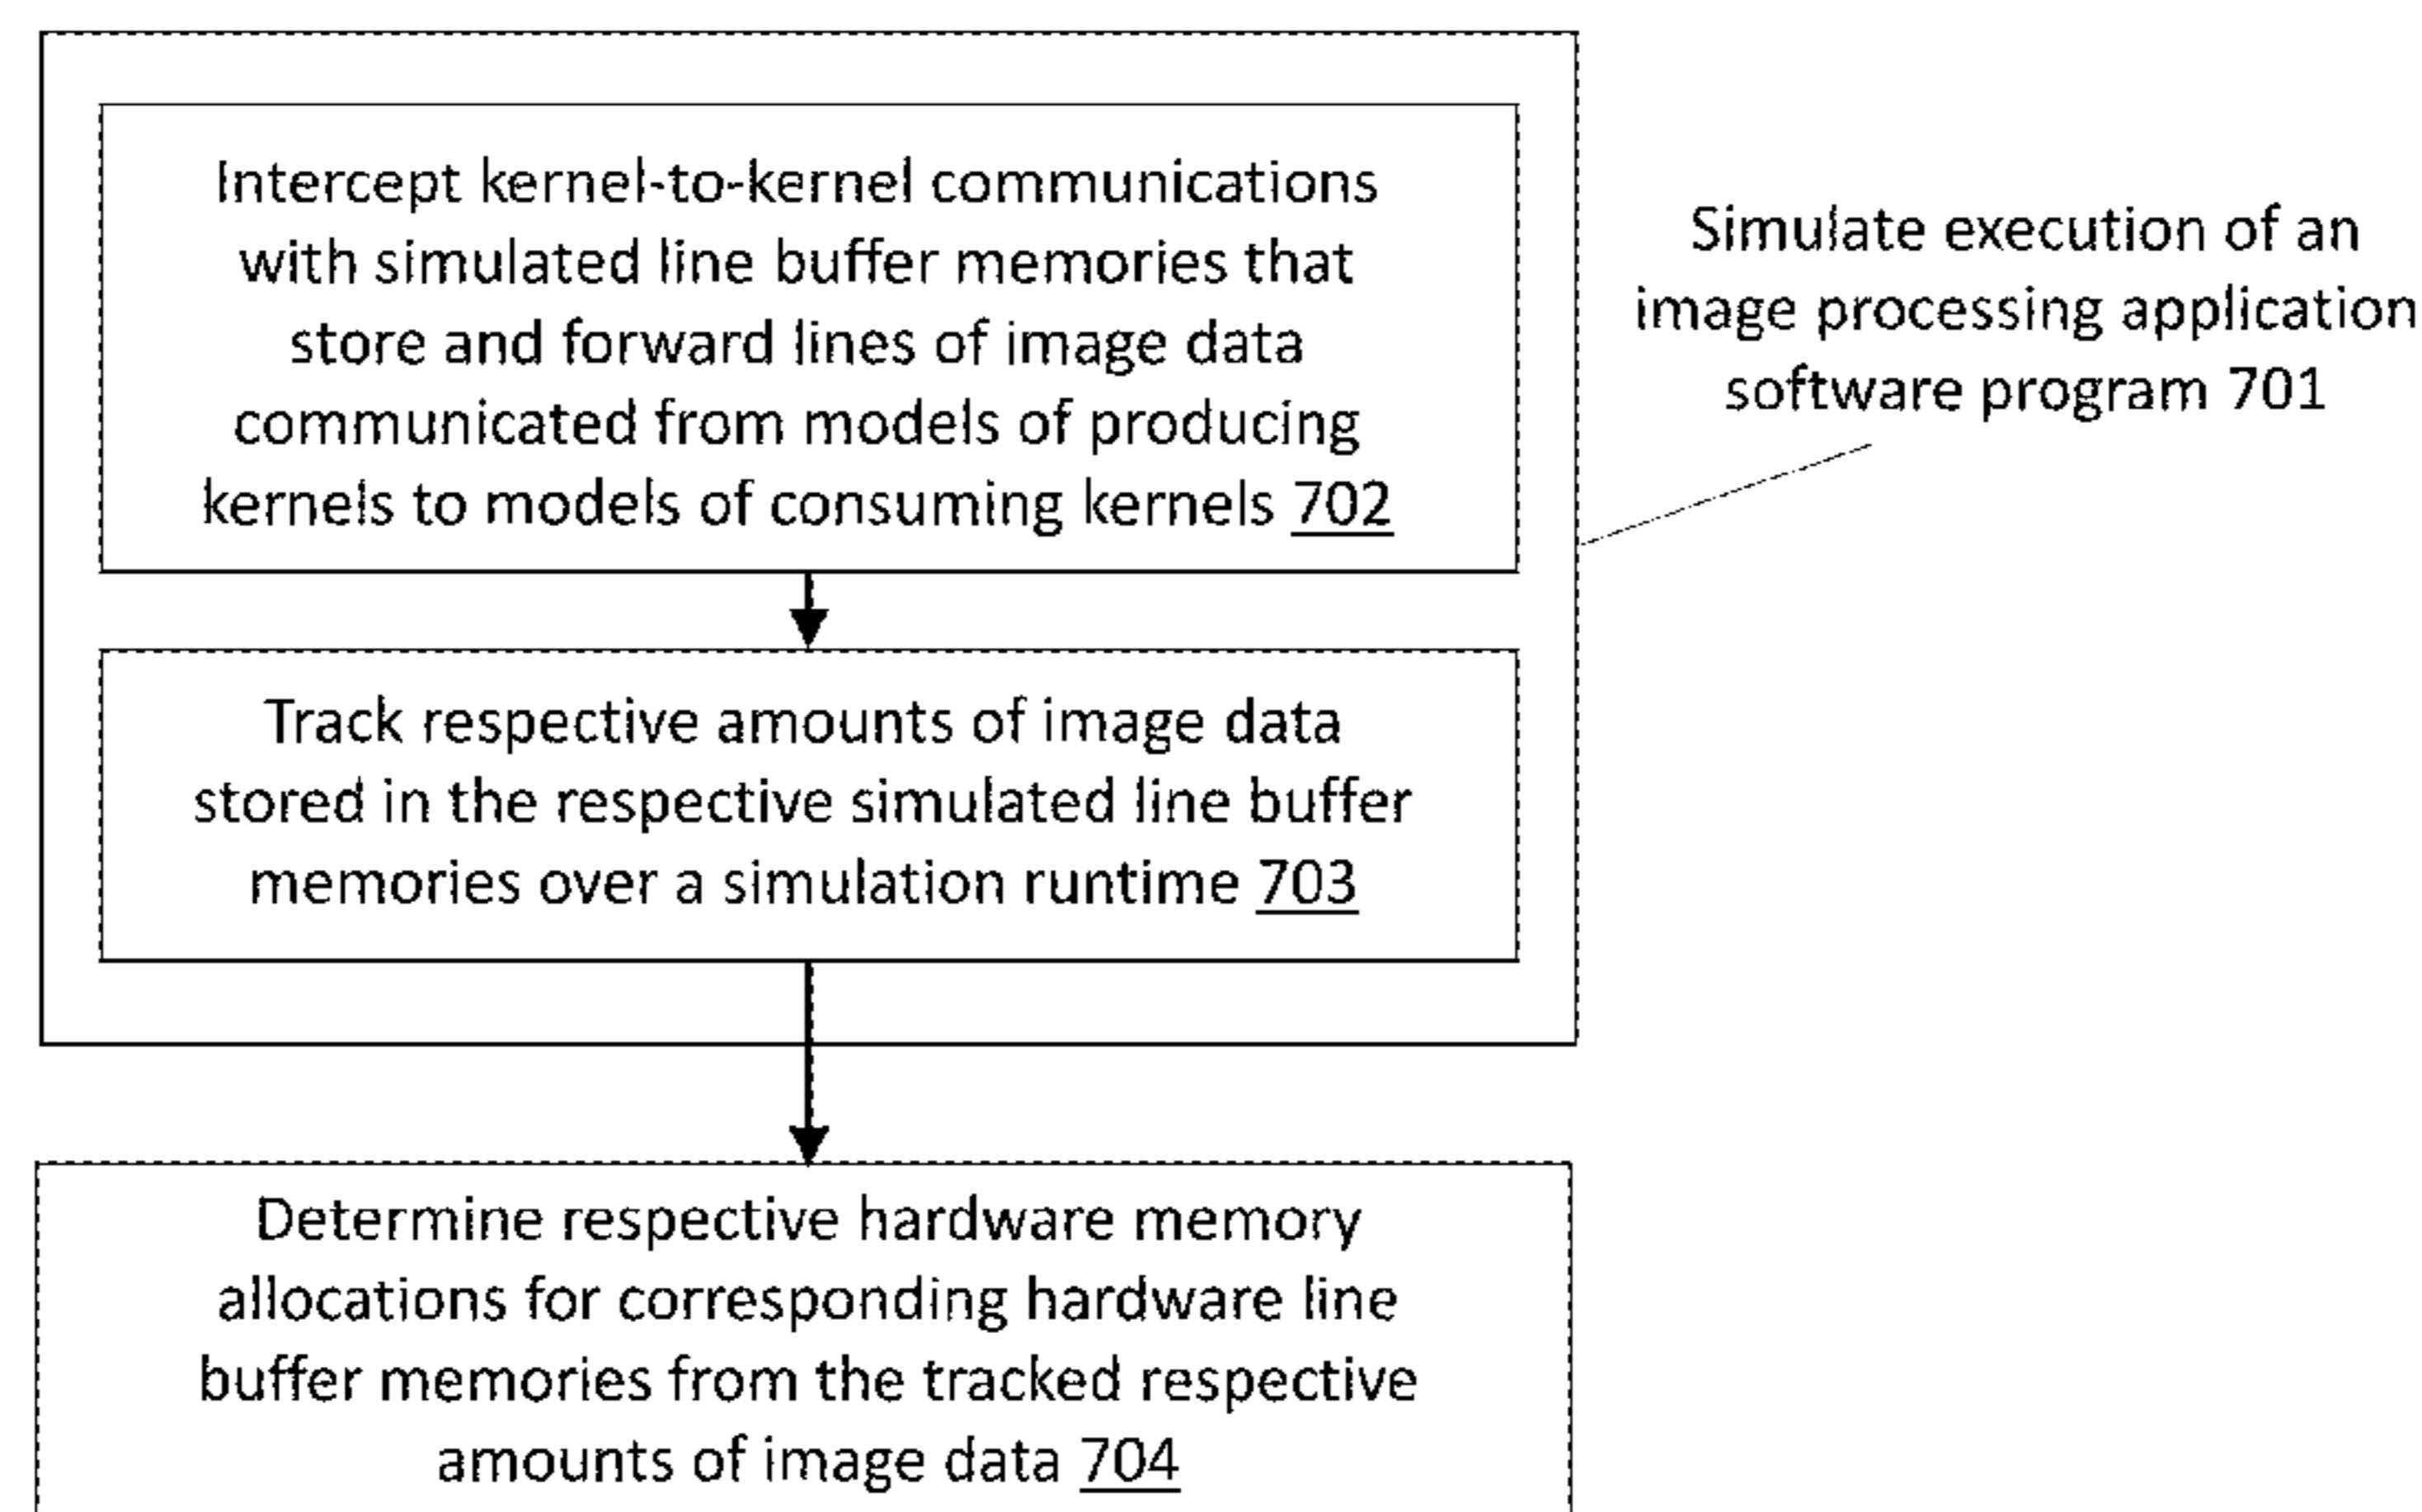 Intercept kernel-to-kernel communications
with simulated line buffer memories that
store and forward lines of image data
communicated from models of producing
kernels to models of consuming kernels 702
Simulate execution of an
image processing application
software program 701
Track respective amounts of image data
stored in the respective simulated line buffer
memories over a simulation runtime 703
Determine respective hardware memory
allocations for corresponding hardware line
buffer memories from the tracked respective
amounts of image data 704